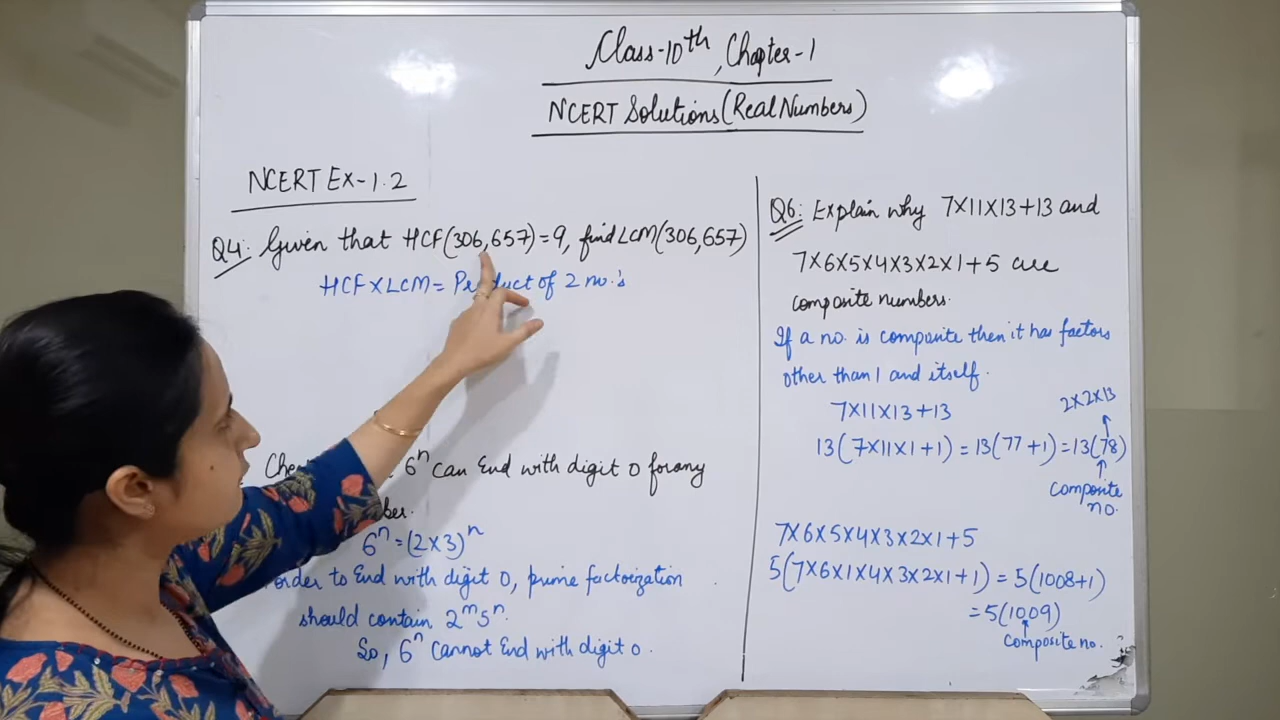 Class-10th, Chapter-1
NCERT Solutions (Real Numbers)
NCERT Ex-1.2
Q4: Given that HCF(306,657)=9, find LCM(306,657)
HCF×LCM= Product of 2 no.'s
6ⁿ can End with digit 0 for any
6ⁿ=(2×3)ⁿ
order to End with digit 0, prime factorization
should contain 2ᵐ5ⁿ.
So, 6ⁿ cannot End with digit 0.
Q6: Explain why 7×11×13+13 and
7×6×5×4×3×2×1+5 are
composite numbers.
If a no. is composite then it has factors
other than 1 and itself.
7×11×13+13
2×2×13
13(7×11×1+1)=13(77+1)=13(78)
Composite
no.
7×6×5×4×3×2×1+5
5(7×6×1×4×3×2×1+1)=5(1008+1)
=5(1009)
Composite no.